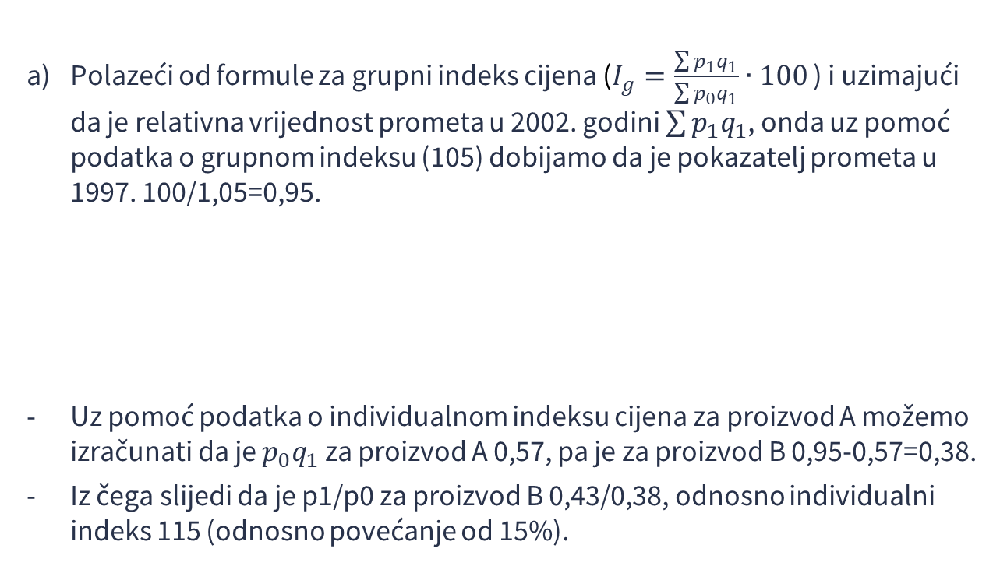 a) Polazeći od formule za grupni indeks cijena ($I_g = \frac{\sum p_1 q_1}{\sum p_0 q_1} \cdot 100$ ) i uzimajući
da je relativna vrijednost prometa u 2002. godini $\sum p_1 q_1$, onda uz pomoć
podatka o grupnom indeksu (105) dobijamo da je pokazatelj prometa u
1997. 100/1,05=0,95.
- Uz pomoć podatka o individualnom indeksu cijena za proizvod A možemo
izračunati da je $p_0 q_1$ za proizvod A 0,57, pa je za proizvod B 0,95-0,57=0,38.
- Iz čega slijedi da je p1/p0 za proizvod B 0,43/0,38, odnosno individualni
indeks 115 (odnosno povećanje od 15%).